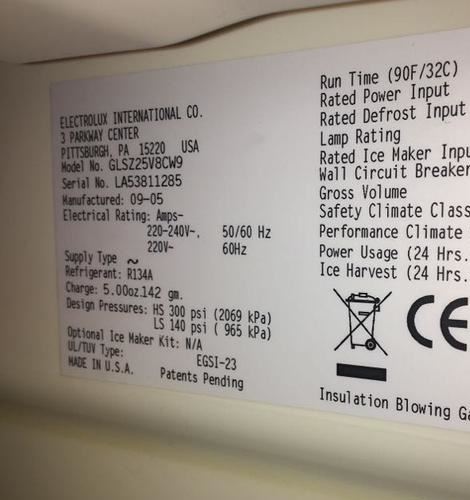 ELECTROLUX INTERNATIONAL CO.
3 PARKWAY CENTER
PITTSBURGH, PA 15220 USA
Model No. GLSZ25V8CW9
Serial No. LA53811285
Manufactured: 09-05
Electrical Rating: Amps-
220-240V~, 50/60 Hz
220V~ 60Hz
Supply Type ~
Refrigerant: R134A
Charge: 5.00oz.142 gm.
Design Pressures: HS 300 psi (2069 kPa)
LS 140 psi ( 965 kPa)
Optional Ice Maker Kit: N/A
UL/TUV Type: EGSI-23
MADE IN U.S.A. Patents Pending
Run Time (90F/32C)
Rated Power Input
Rated Defrost Input
Lamp Rating
Rated Ice Maker Inpu
Wall Circuit Breaker
Gross Volume
Safety Climate Class
Performance Climate
Power Usage (24 Hrs.
Ice Harvest (24 Hrs.
CE
Insulation Blowing Ga